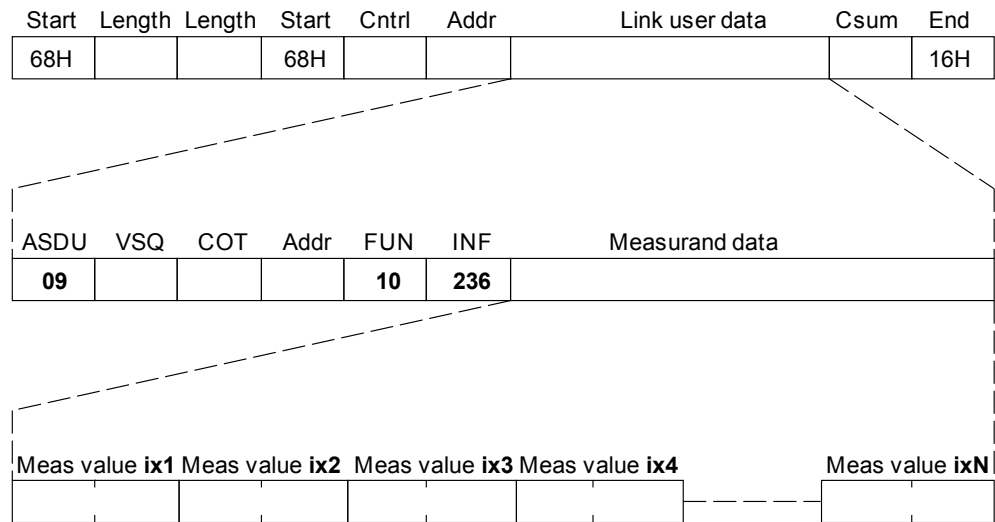 Start Length Length Start Cntrl Addr Link user data Csum End
68H 68H 16H
ASDU VSQ COT Addr FUN INF Measurand data
09 10 236
Meas value ix1 Meas value ix2 Meas value ix3 Meas value ix4 Meas value ixN